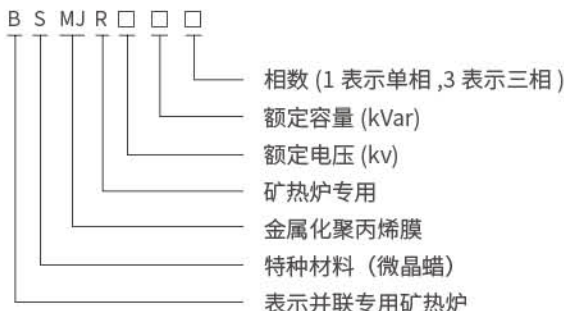 B S MJ R □ □ □
相数 (1 表示单相 ,3 表示三相 )
额定容量 (kVar)
额定电压 (kv)
矿热炉专用
金属化聚丙烯膜
特种材料（微晶蜡）
表示并联专用矿热炉